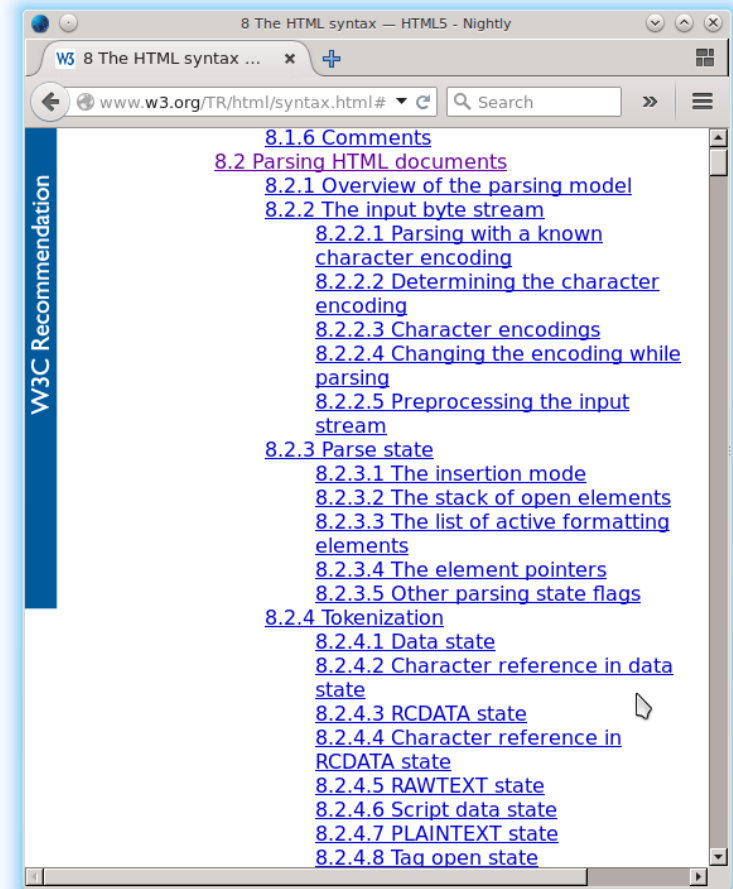 8 The HTML syntax — HTML5 - Nightly
W3 8 The HTML syntax ...
www.w3.org/TR/html/syntax.html# Search
8.1.6 Comments
8.2 Parsing HTML documents
8.2.1 Overview of the parsing model
8.2.2 The input byte stream
8.2.2.1 Parsing with a known
character encoding
8.2.2.2 Determining the character
encoding
8.2.2.3 Character encodings
8.2.2.4 Changing the encoding while
parsing
8.2.2.5 Preprocessing the input
stream
8.2.3 Parse state
8.2.3.1 The insertion mode
8.2.3.2 The stack of open elements
8.2.3.3 The list of active formatting
elements
8.2.3.4 The element pointers
8.2.3.5 Other parsing state flags
8.2.4 Tokenization
8.2.4.1 Data state
8.2.4.2 Character reference in data
state
8.2.4.3 RCDATA state
8.2.4.4 Character reference in
RCDATA state
8.2.4.5 RAWTEXT state
8.2.4.6 Script data state
8.2.4.7 PLAINTEXT state
8.2.4.8 Tag open state
W3C Recommendation